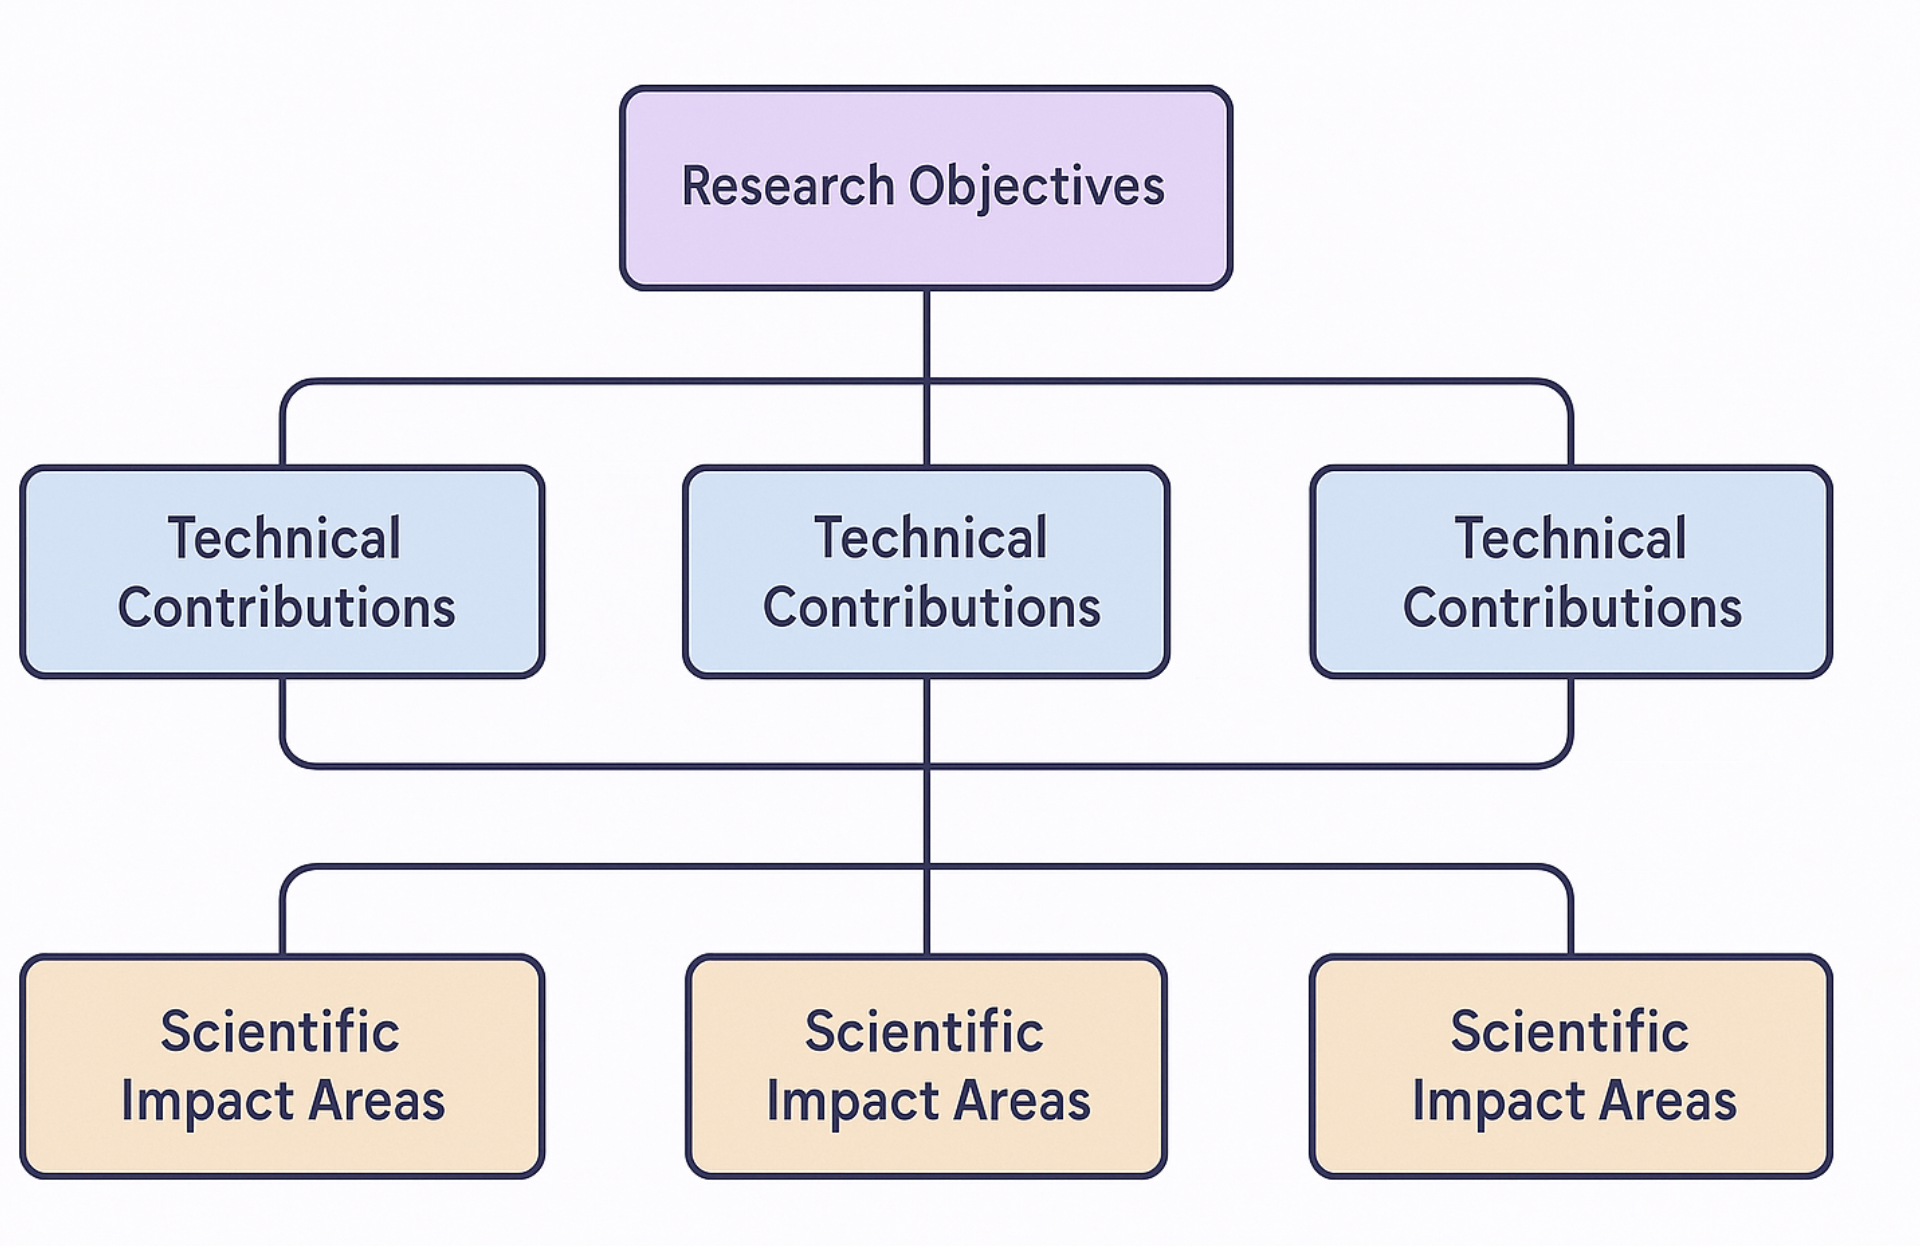 Research Objectives
Technical
Contributions
Technical
Contributions
Technical
Contributions
Scientific
Impact Areas
Scientific
Impact Areas
Scientific
Impact Areas